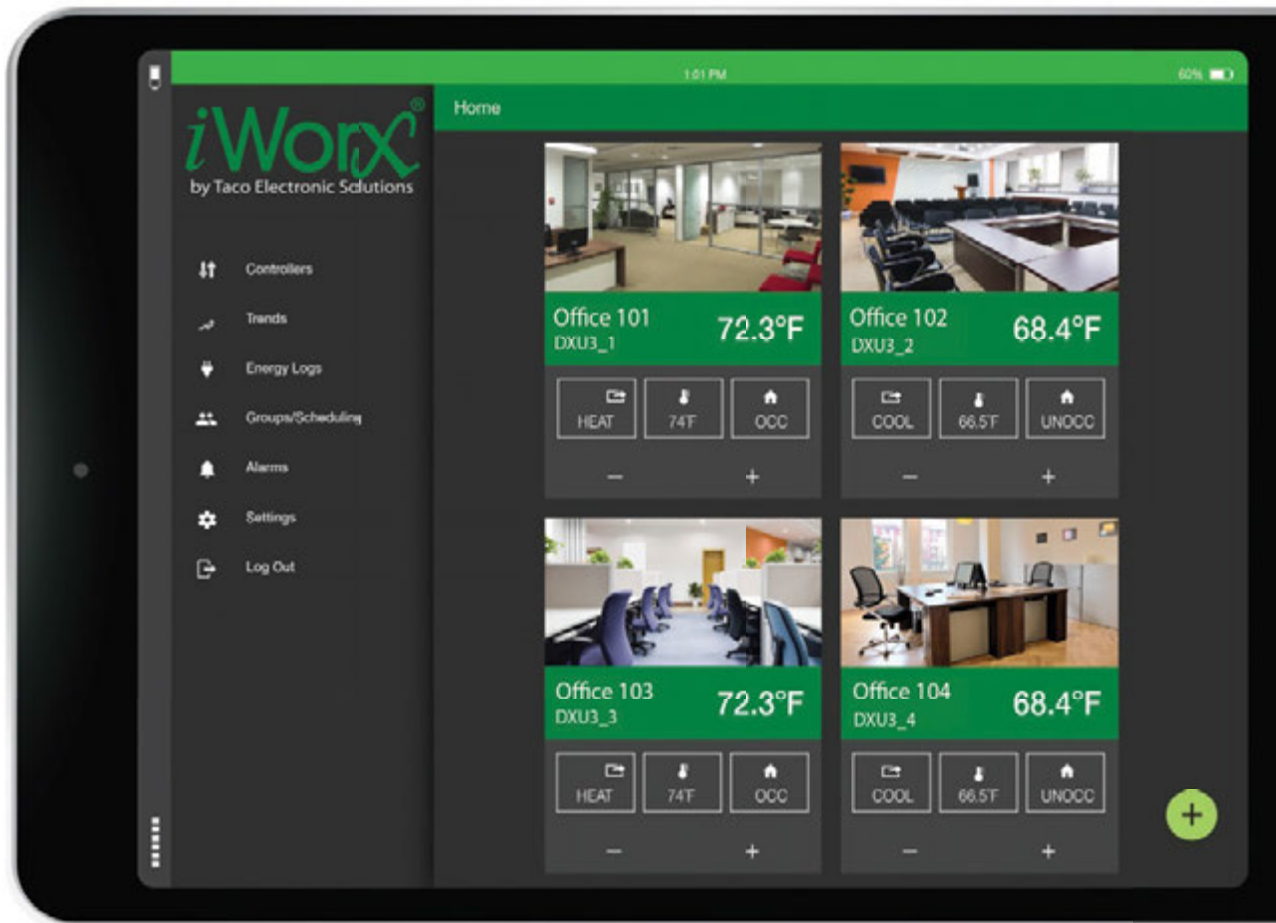 1:01 PM
60%
iWorx®
by Taco Electronic Solutions
Home
Controllers
Trends
Energy Logs
Groups/Scheduling
Alarms
Settings
Log Out
Office 101
DXU3_1
72.3°F
HEAT
74°F
OCC
− +
Office 102
DXU3_2
68.4°F
COOL
66.5°F
UNOCC
− +
Office 103
DXU3_3
72.3°F
HEAT
74°F
OCC
− +
Office 104
DXU3_4
68.4°F
COOL
66.5°F
UNOCC
− +
+